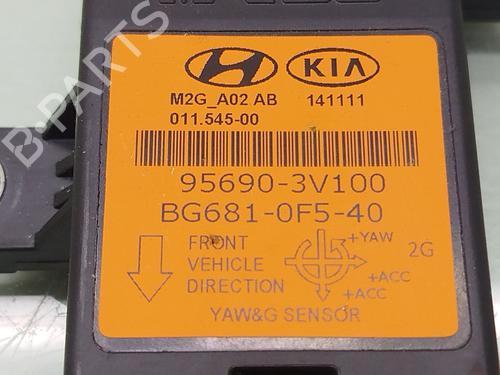 HYUNDAI KIA
M2G_A02 AB 141111
011.545-00
95690-3V100
BG681-0F5-40
FRONT
VEHICLE
DIRECTION
+YAW
2G
+ACC
+ACC
YAW&G SENSOR
B-PARTS